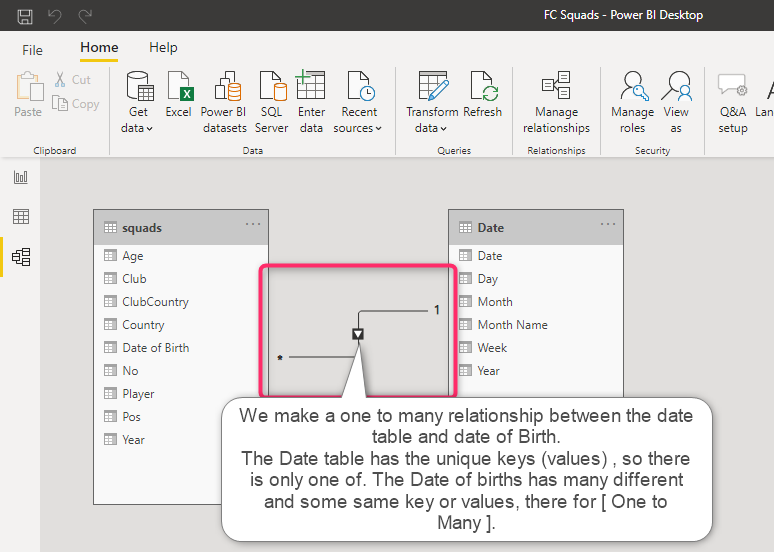 FC Squads - Power BI Desktop
File Home Help
Paste
Cut
Copy
Get data
Excel
Power BI datasets
SQL Server
Enter data
Recent sources
Transform data
Refresh
Manage relationships
Manage roles
View as
Q&A setup
Clipboard Data Queries Relationships Security
squads
Age
Club
ClubCountry
Country
Date of Birth
No
Player
Pos
Year
1
*
Date
Date
Day
Month
Month Name
Week
Year
We make a one to many relationship between the date
table and date of Birth.
The Date table has the unique keys (values) , so there
is only one of. The Date of births has many different
and some same key or values, there for [ One to
Many ].